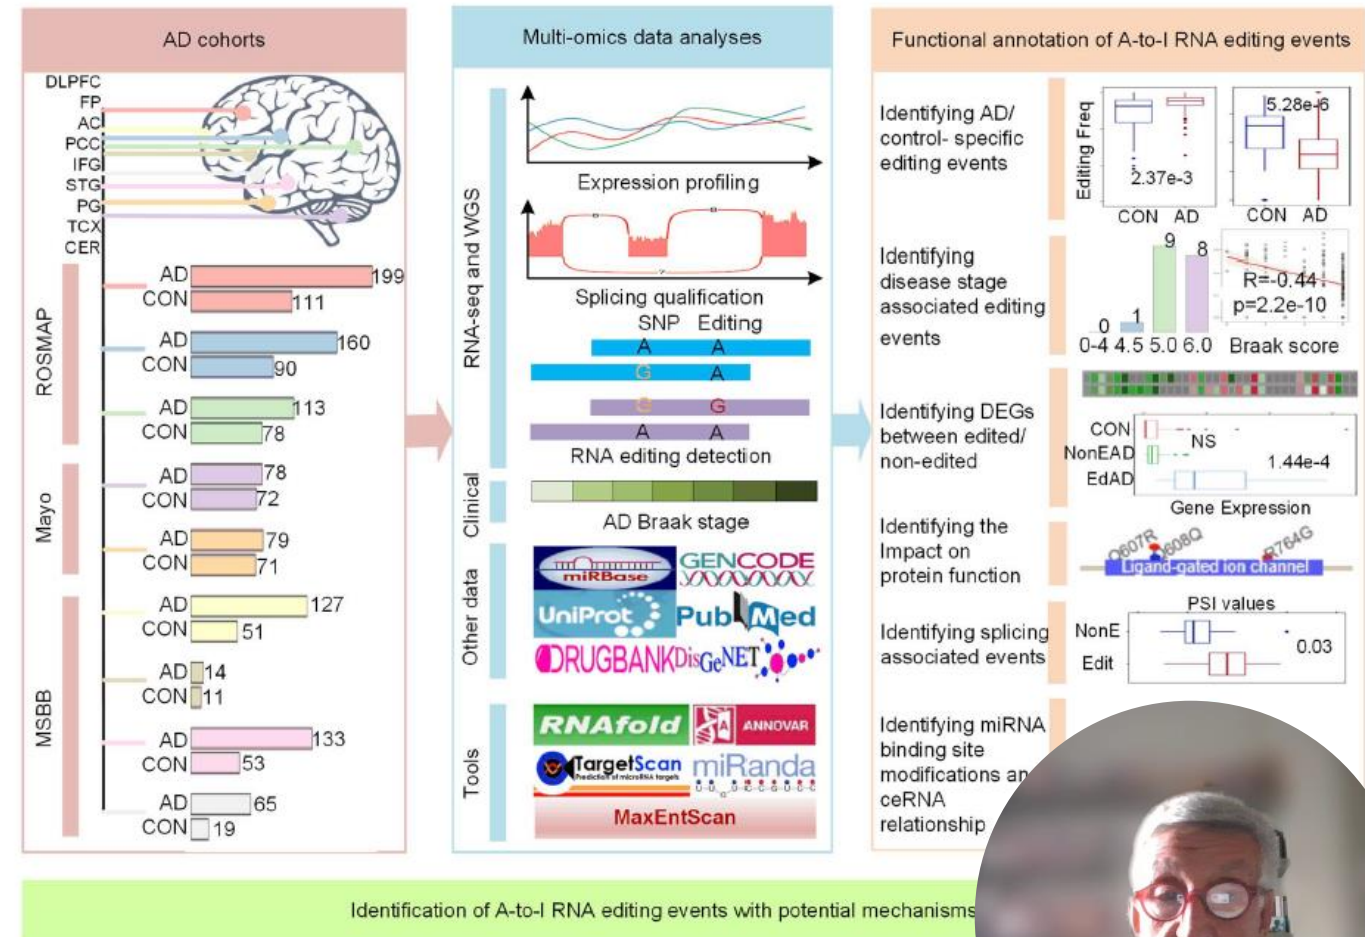 AD cohorts
DLPFC
FP
AC
PCC
IFG
STG
PG
TCX
CER
ROSMAP
AD 199
CON 111
AD 160
CON 90
AD 113
CON 78
Mayo
AD 78
CON 72
AD 79
CON 71
MSBB
AD 127
CON 51
AD 14
CON 11
AD 133
CON 53
AD 65
CON 19
Multi-omics data analyses
RNA-seq and WGS
Expression profiling
Splicing qualification
SNP Editing
A A
G A
G G
A A
RNA editing detection
Clinical
AD Braak stage
Other data
miRBase
GENCODE
UniProt
PubMed
DRUGBANK
DisGeNET
Tools
RNAfold
ANNOVAR
TargetScan
Prediction of microRNA targets
miRanda
MaxEntScan
Functional annotation of A-to-I RNA editing events
Identifying AD/
control- specific
editing events
Editing Freq
2.37e-3
CON AD
5.28e-6
CON AD
Identifying
disease stage
associated editing
events
0 1 9 8
0-4 4.5 5.0 6.0
R=-0.44
p=2.2e-10
Braak score
Identifying DEGs
between edited/
non-edited
CON
NonEAD
EdAD
NS
1.44e-4
Gene Expression
Identifying the
Impact on
protein function
Q607R
Q608Q
R764G
Ligand-gated ion channel
Identifying splicing
associated events
PSI values
NonE
Edit
0.03
Identifying miRNA
binding site
modifications an
ceRNA
relationship
Identification of A-to-I RNA editing events with potential mechanisms